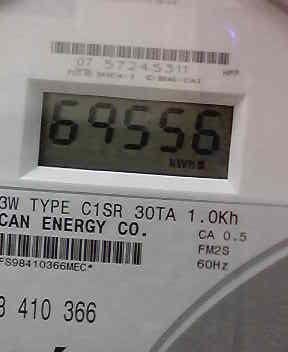 07 57245311
69556
KWH
3W TYPE C1SR 30TA 1.0Kh
CAN ENERGY CO.
CA 0.5
FM2S
60Hz
FS98410366MEC*
8 410 366